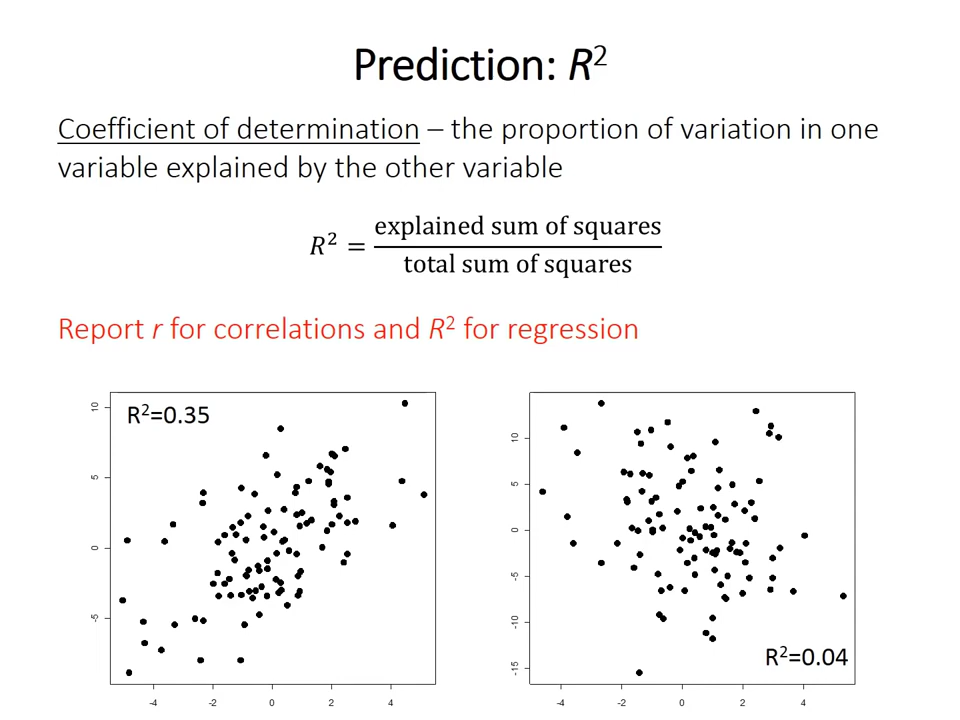 Prediction: R²
Coefficient of determination – the proportion of variation in one
variable explained by the other variable
R² = explained sum of squares / total sum of squares
Report r for correlations and R² for regression
R²=0.35
10
5
0
-5
-4
-2
0
2
4
10
5
0
-5
-10
-15
R²=0.04
-4
-2
0
2
4